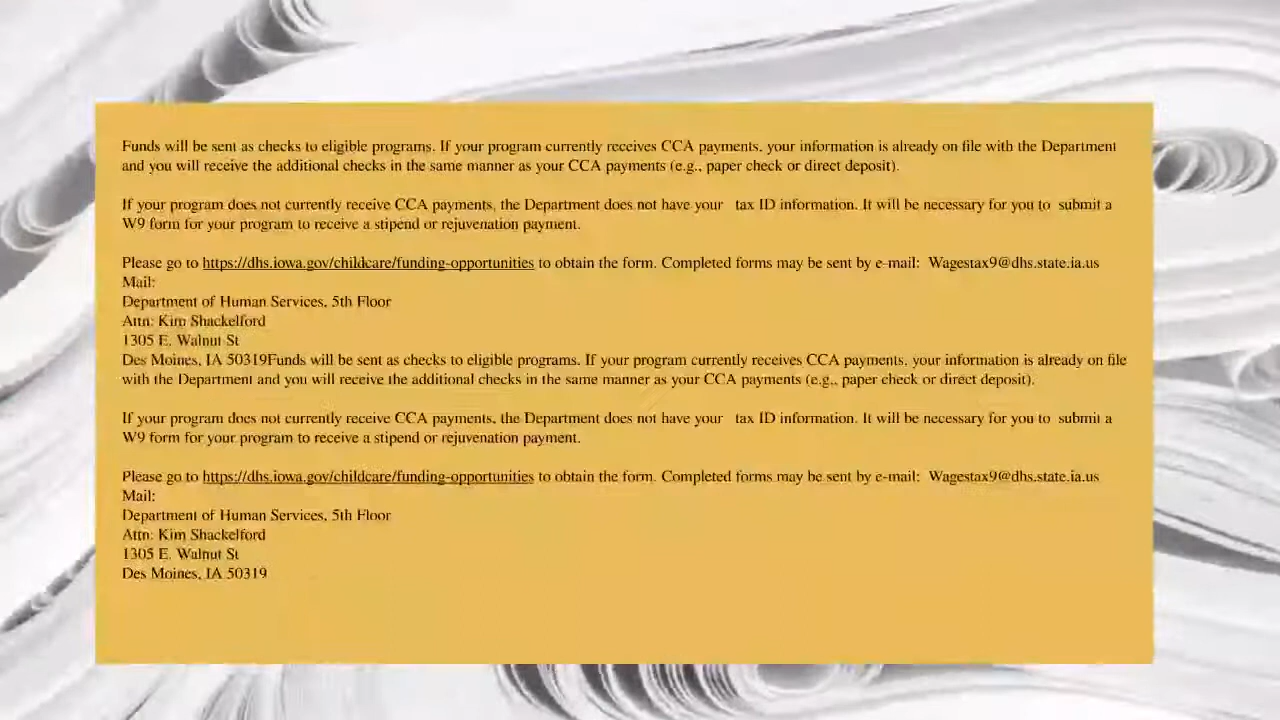 Funds will be sent as checks to eligible programs. If your program currently receives CCA payments, your information is already on file with the Department
and you will receive the additional checks in the same manner as your CCA payments (e.g., paper check or direct deposit).
If your program does not currently receive CCA payments, the Department does not have your tax ID information. It will be necessary for you to submit a
W9 form for your program to receive a stipend or rejuvenation payment.
Please go to https://dhs.iowa.gov/childcare/funding-opportunities to obtain the form. Completed forms may be sent by e-mail: Wagestax9@dhs.state.ia.us
Mail:
Department of Human Services, 5th Floor
Attn: Kim Shackelford
1305 E. Walnut St
Des Moines, IA 50319Funds will be sent as checks to eligible programs. If your program currently receives CCA payments, your information is already on file
with the Department and you will receive the additional checks in the same manner as your CCA payments (e.g., paper check or direct deposit).
If your program does not currently receive CCA payments, the Department does not have your tax ID information. It will be necessary for you to submit a
W9 form for your program to receive a stipend or rejuvenation payment.
Please go to https://dhs.iowa.gov/childcare/funding-opportunities to obtain the form. Completed forms may be sent by e-mail: Wagestax9@dhs.state.ia.us
Mail:
Department of Human Services, 5th Floor
Attn: Kim Shackelford
1305 E. Walnut St
Des Moines, IA 50319